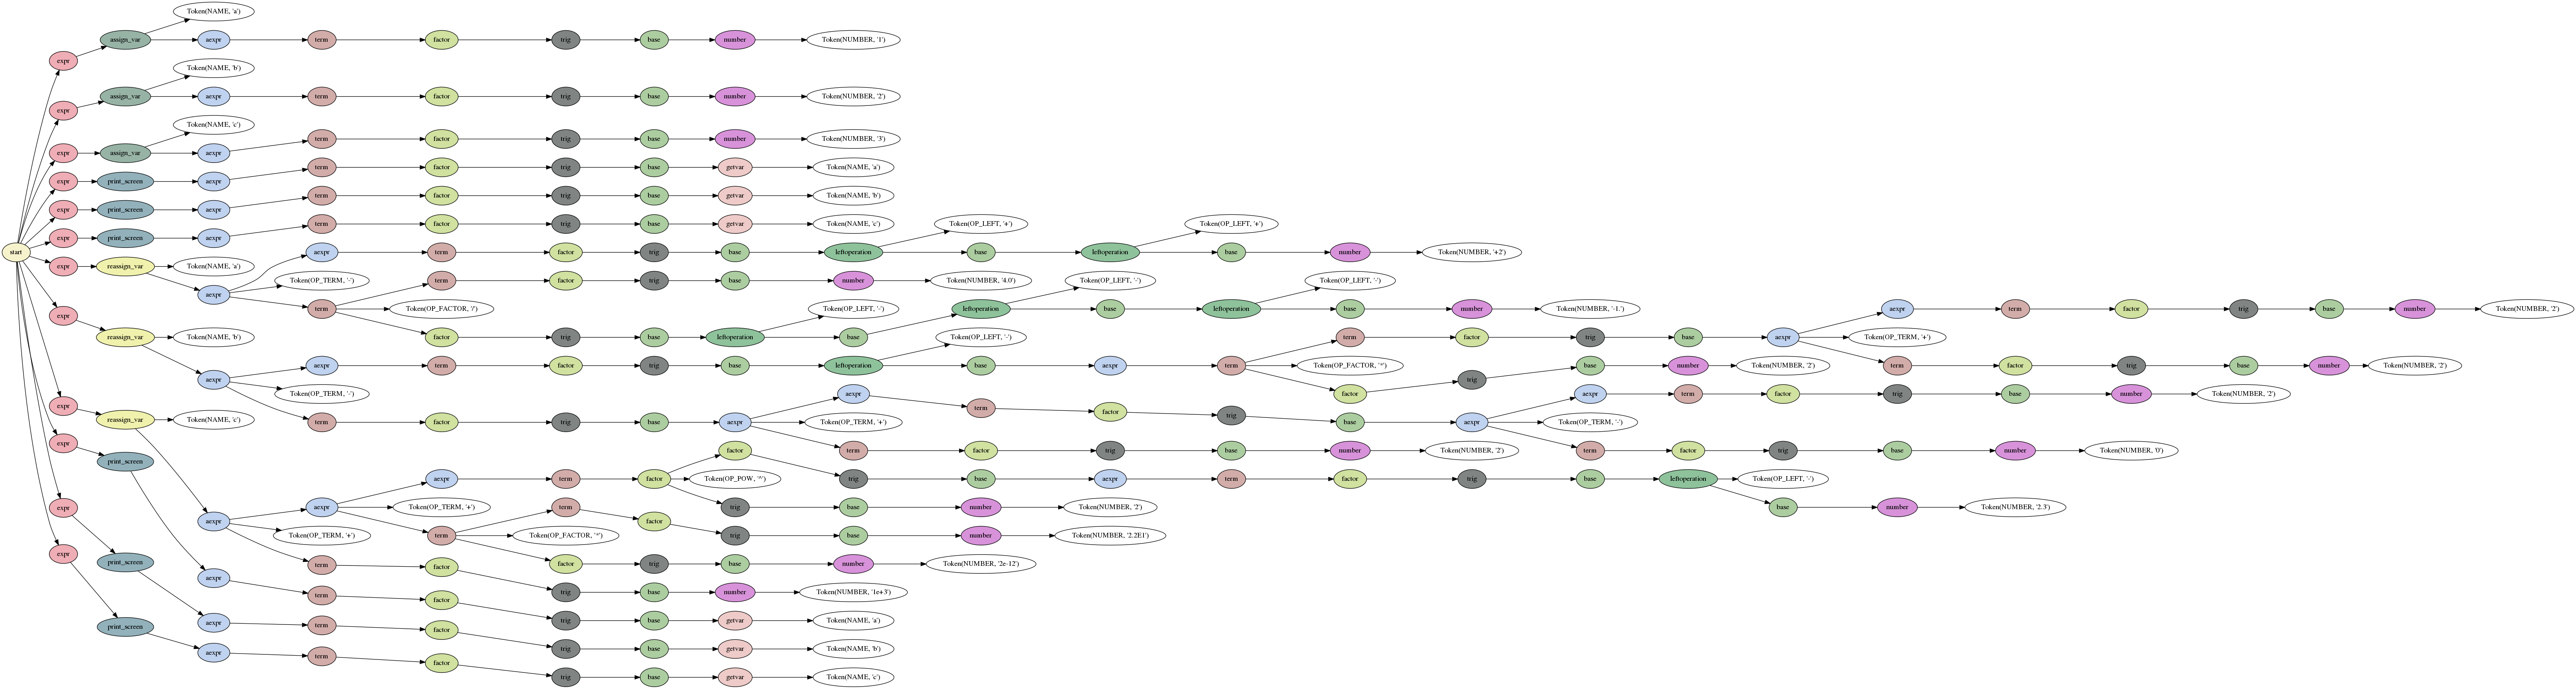 Token(NAME, 'a')
assign_var aexpr term factor trig base number Token(NUMBER, '1')
expr
Token(NAME, 'b')
assign_var aexpr term factor trig base number Token(NUMBER, '2')
expr
Token(NAME, 'c')
term factor trig base number Token(NUMBER, '3')
expr assign_var aexpr
term factor trig base getvar Token(NAME, 'a')
expr print_screen aexpr
term factor trig base getvar Token(NAME, 'b')
expr print_screen aexpr
term factor trig base getvar Token(NAME, 'c') Token(OP_LEFT, '+') Token(OP_LEFT, '+')
expr print_screen aexpr
start aexpr term factor trig base leftoperation base leftoperation base number Token(NUMBER, '+2')
expr reassign_var Token(NAME, 'a')
Token(OP_TERM, '-') term factor trig base number Token(NUMBER, '4.0') Token(OP_LEFT, '-') Token(OP_LEFT, '-')
aexpr
term Token(OP_FACTOR, '/') Token(OP_LEFT, '-') leftoperation base leftoperation base number Token(NUMBER, '-1.') aexpr term factor trig base number Token(NUMBER, '2')
expr
reassign_var Token(NAME, 'b') factor trig base leftoperation base Token(OP_LEFT, '-') term factor trig base aexpr Token(OP_TERM, '+')
aexpr term factor trig base leftoperation base aexpr term Token(OP_FACTOR, '*') base number Token(NUMBER, '2') term factor trig base number Token(NUMBER, '2')
aexpr trig
Token(OP_TERM, '-') aexpr factor aexpr term factor trig base number Token(NUMBER, '2')
expr term factor trig
reassign_var Token(NAME, 'c') term factor trig base aexpr Token(OP_TERM, '+') base aexpr Token(OP_TERM, '-')
expr
factor term factor trig base number Token(NUMBER, '2') term factor trig base number Token(NUMBER, '0')
print_screen
aexpr term factor Token(OP_POW, '^') trig base aexpr term factor trig base leftoperation Token(OP_LEFT, '-')
expr aexpr Token(OP_TERM, '+') trig base number Token(NUMBER, '2') base number Token(NUMBER, '2.3')
term factor
aexpr
Token(OP_TERM, '+') term Token(OP_FACTOR, '*') trig base number Token(NUMBER, '2.2E1')
expr
print_screen term factor factor trig base number Token(NUMBER, '2e-12')
aexpr
term factor trig base number Token(NUMBER, '1e+3')
print_screen aexpr term factor trig base getvar Token(NAME, 'a')
aexpr term factor trig base getvar Token(NAME, 'b')
trig base getvar Token(NAME, 'c')